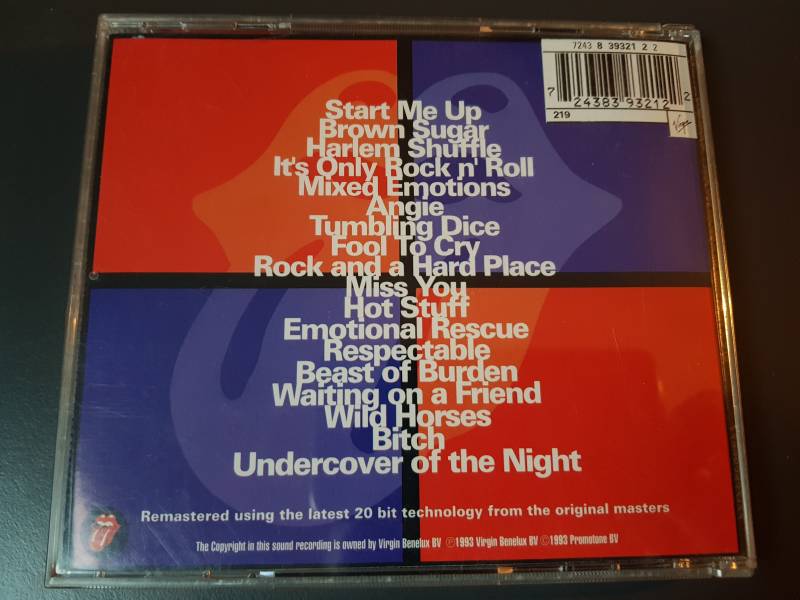 7243 8 39321 2 2
7 24383 93212 2
219
Virgin
Start Me Up
Brown Sugar
Harlem Shuffle
It's Only Rock n' Roll
Mixed Emotions
Angie
Tumbling Dice
Fool To Cry
Rock and a Hard Place
Miss You
Hot Stuff
Emotional Rescue
Respectable
Beast of Burden
Waiting on a Friend
Wild Horses
Bitch
Undercover of the Night
Remastered using the latest 20 bit technology from the original masters
The Copyright in this sound recording is owned by Virgin Benelux BV ℗1993 Virgin Benelux BV ©1993 Promotone BV